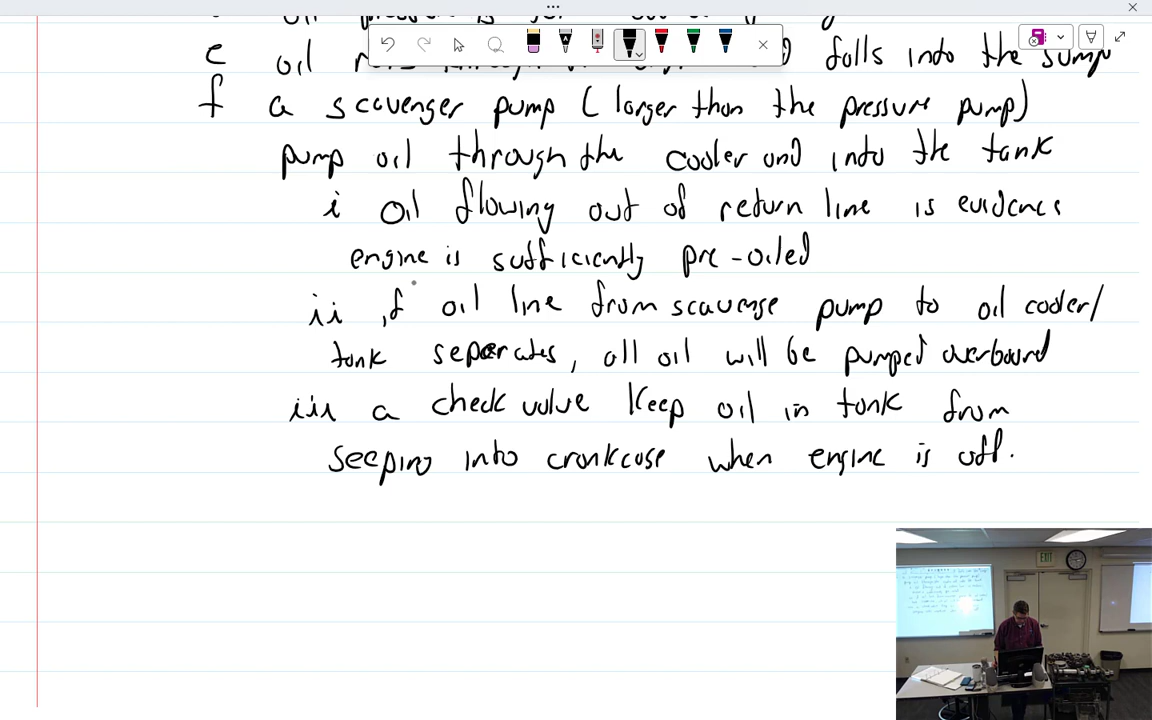 e oil falls into the sump
f a scavenger pump (larger than the pressure pump)
pump oil through the cooler and into the tank
i oil flowing out of return line is evidence
engine is sufficiently pre-oiled
ii if oil line from scavenge pump to oil cooler/
tank separates, all oil will be pumped overboard
iii a check valve keep oil in tank from
seeping into crankcase when engine is off.
EXIT